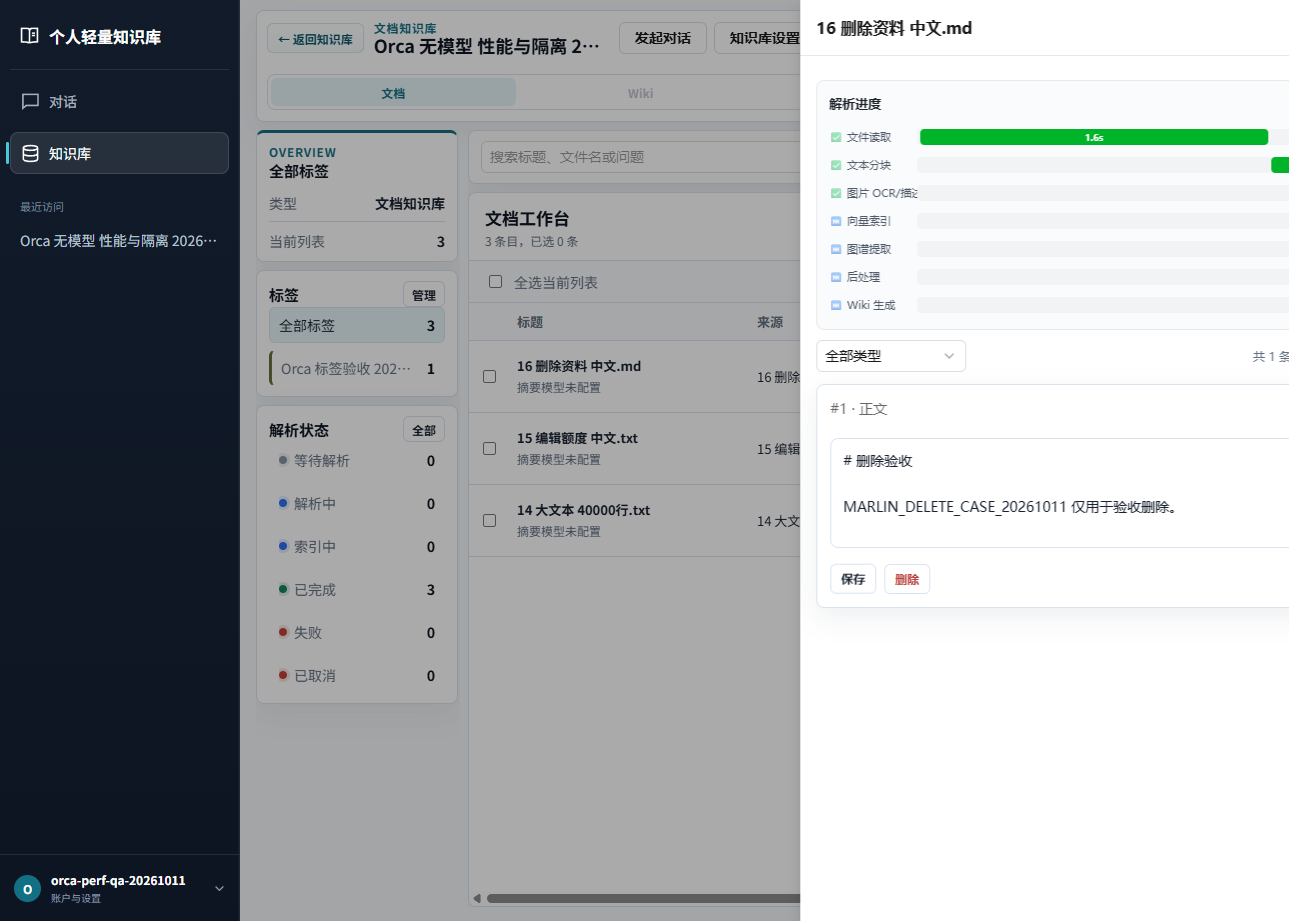 个人轻量知识库
对话
知识库
最近访问
Orca 无模型 性能与隔离 2026…
orca-perf-qa-20261011
账户与设置
O
← 返回知识库
文档知识库
Orca 无模型 性能与隔离 2…
发起对话
知识库设置
文档
Wiki
OVERVIEW
全部标签
类型 文档知识库
当前列表 3
标签 管理
全部标签 3
Orca 标签验收 202… 1
解析状态 全部
等待解析 0
解析中 0
索引中 0
已完成 3
失败 0
已取消 0
搜索标题、文件名或问题
文档工作台
3 条目，已选 0 条
全选当前列表
标题 来源
16 删除资料 中文.md
摘要模型未配置
16 删除
15 编辑额度 中文.txt
摘要模型未配置
15 编辑
14 大文本 40000行.txt
摘要模型未配置
14 大文
16 删除资料 中文.md
解析进度
文件读取 1.6s
文本分块
图片 OCR/描述
向量索引
图谱提取
后处理
Wiki 生成
全部类型
共 1 条
#1 · 正文
# 删除验收
MARLIN_DELETE_CASE_20261011 仅用于验收删除。
保存 删除